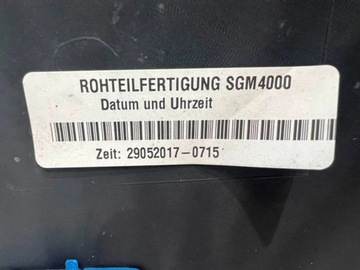 ROHTEILFERTIGUNG SGM4000
Datum und Uhrzeit
Zeit: 29052017-0715